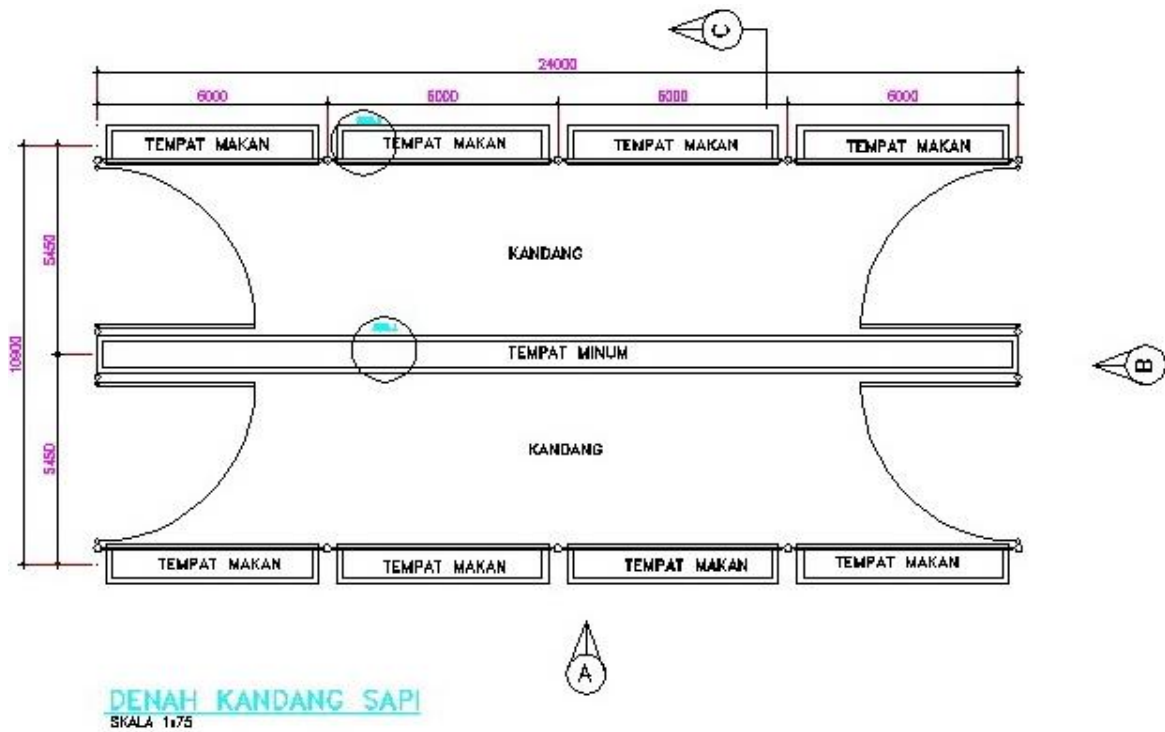 C
24000
6000 6000 6000 6000
TEMPAT MAKAN TEMPAT MAKAN TEMPAT MAKAN TEMPAT MAKAN
5450
KANDANG
10900
TEMPAT MINUM
B
5450
KANDANG
TEMPAT MAKAN TEMPAT MAKAN TEMPAT MAKAN TEMPAT MAKAN
A
DENAH KANDANG SAPI
SKALA 1:75